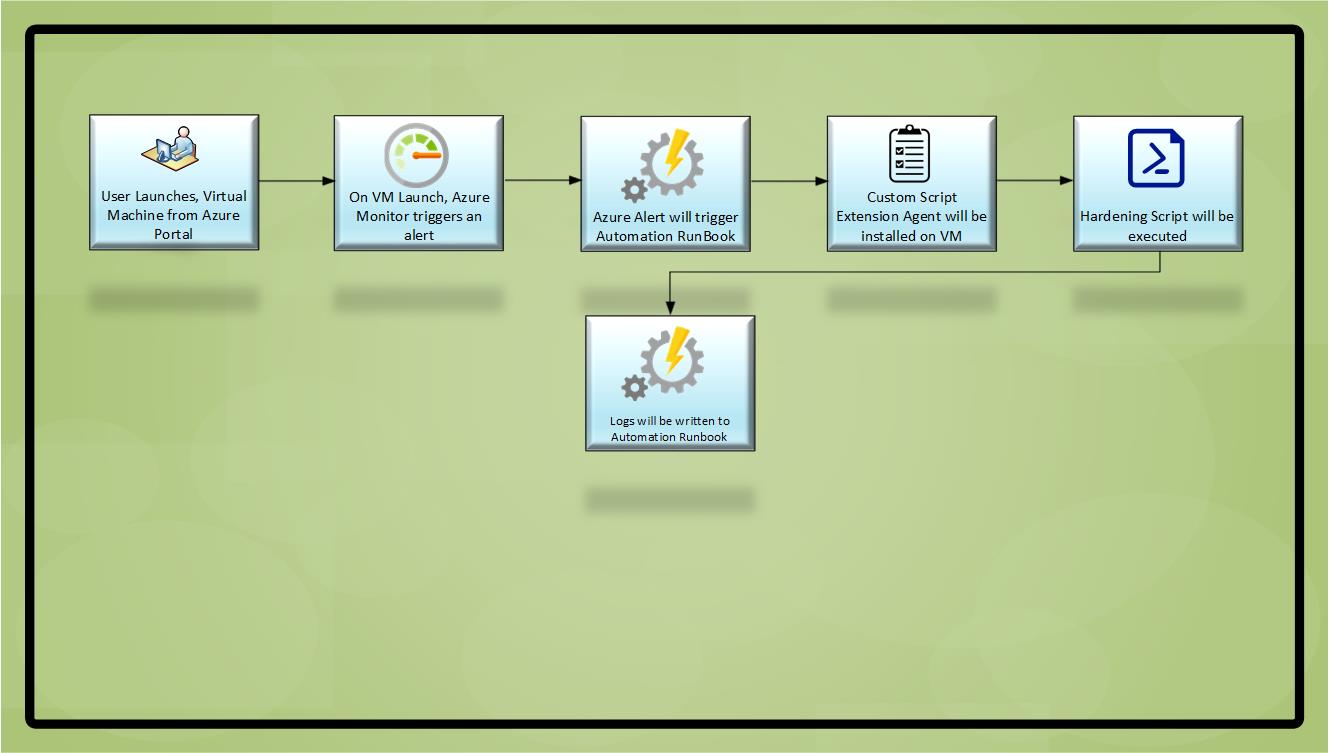 User Launches, Virtual
Machine from Azure
Portal
On VM Launch, Azure
Monitor triggers an
alert
Azure Alert will trigger
Automation RunBook
Custom Script
Extension Agent will be
installed on VM
Hardening Script will be
executed
Logs will be written to
Automation Runbook